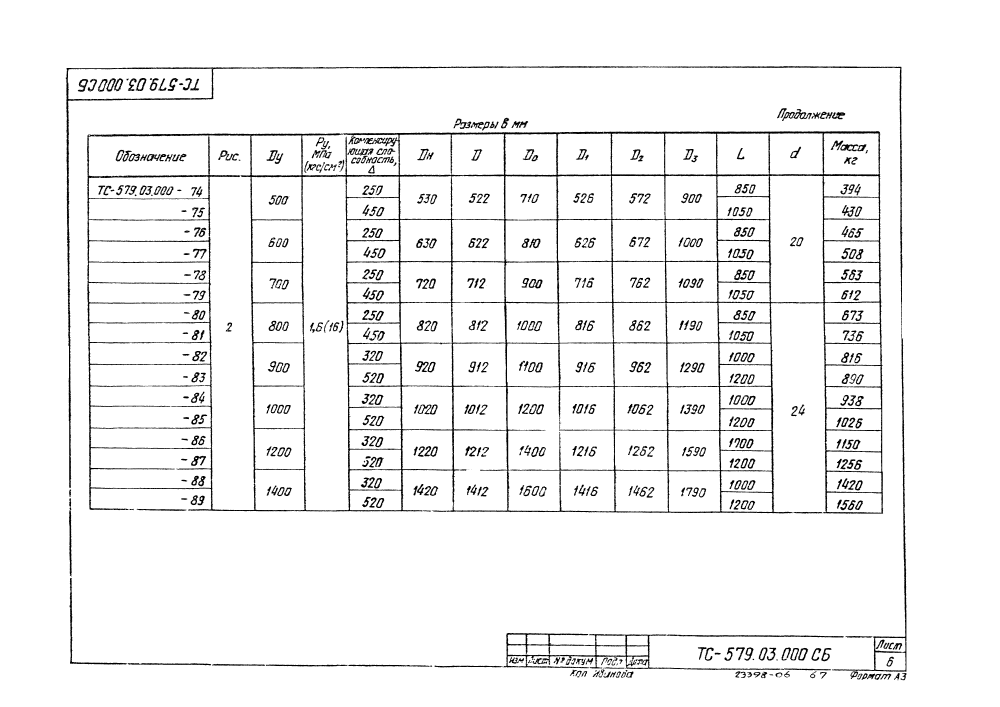 ТС-579.03.000 СБ
Продолжение
Размеры в мм
Обозначение Рис. Dу Pу, МПа (кгс/см²) Компенсирующая способность, Δ Dн D D₀ D₁ D₂ D₃ L d Масса, кг
ТС-579.03.000 - 74 2 500 1,6(16) 250 530 522 710 526 572 900 850 20 394
- 75 450 1050 430
- 76 600 250 630 622 810 626 672 1000 850 465
- 77 450 1050 508
- 78 700 250 720 712 900 716 762 1090 850 563
- 79 450 1050 612
- 80 800 250 820 812 1000 816 862 1190 850 24 673
- 81 450 1050 736
- 82 900 320 920 912 1100 916 962 1290 1000 816
- 83 520 1200 890
- 84 1000 320 1020 1012 1200 1016 1062 1390 1000 938
- 85 520 1200 1026
- 86 1200 320 1220 1212 1400 1216 1262 1590 1000 1150
- 87 520 1200 1256
- 88 1400 320 1420 1412 1600 1416 1462 1790 1000 1420
- 89 520 1200 1560
Изм Лист № докум Подп Дата
ТС-579.03.000 СБ
Лист
6
Коп Иванова
23398-06 67
Формат А3